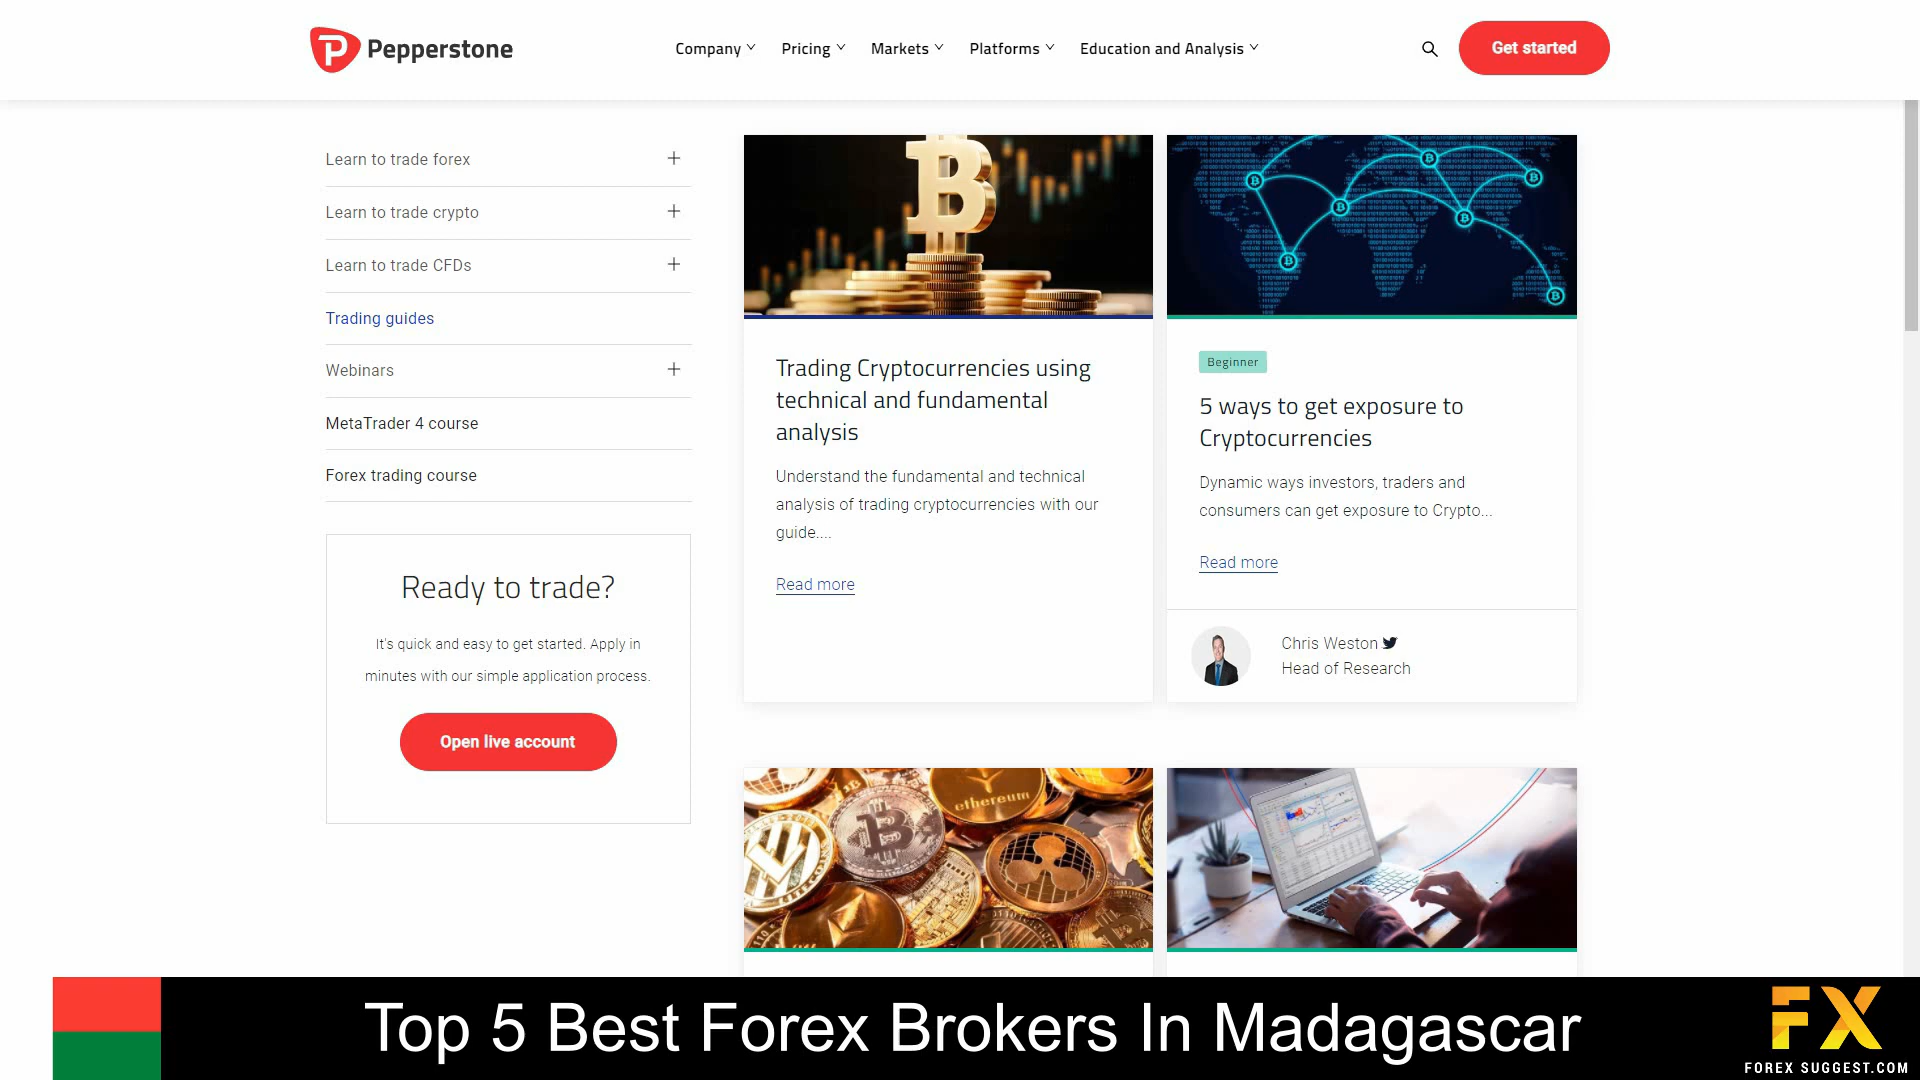 Pepperstone
Company
Pricing
Markets
Platforms
Education and Analysis
Get started
Learn to trade forex
Learn to trade crypto
Learn to trade CFDs
Trading guides
Webinars
MetaTrader 4 course
Forex trading course
Ready to trade?
It's quick and easy to get started. Apply in
minutes with our simple application process.
Open live account
Trading Cryptocurrencies using
technical and fundamental
analysis
Understand the fundamental and technical
analysis of trading cryptocurrencies with our
guide....
Read more
Beginner
5 ways to get exposure to
Cryptocurrencies
Dynamic ways investors, traders and
consumers can get exposure to Crypto...
Read more
Chris Weston
Head of Research
ethereum
Top 5 Best Forex Brokers In Madagascar
FX
FOREX SUGGEST.COM